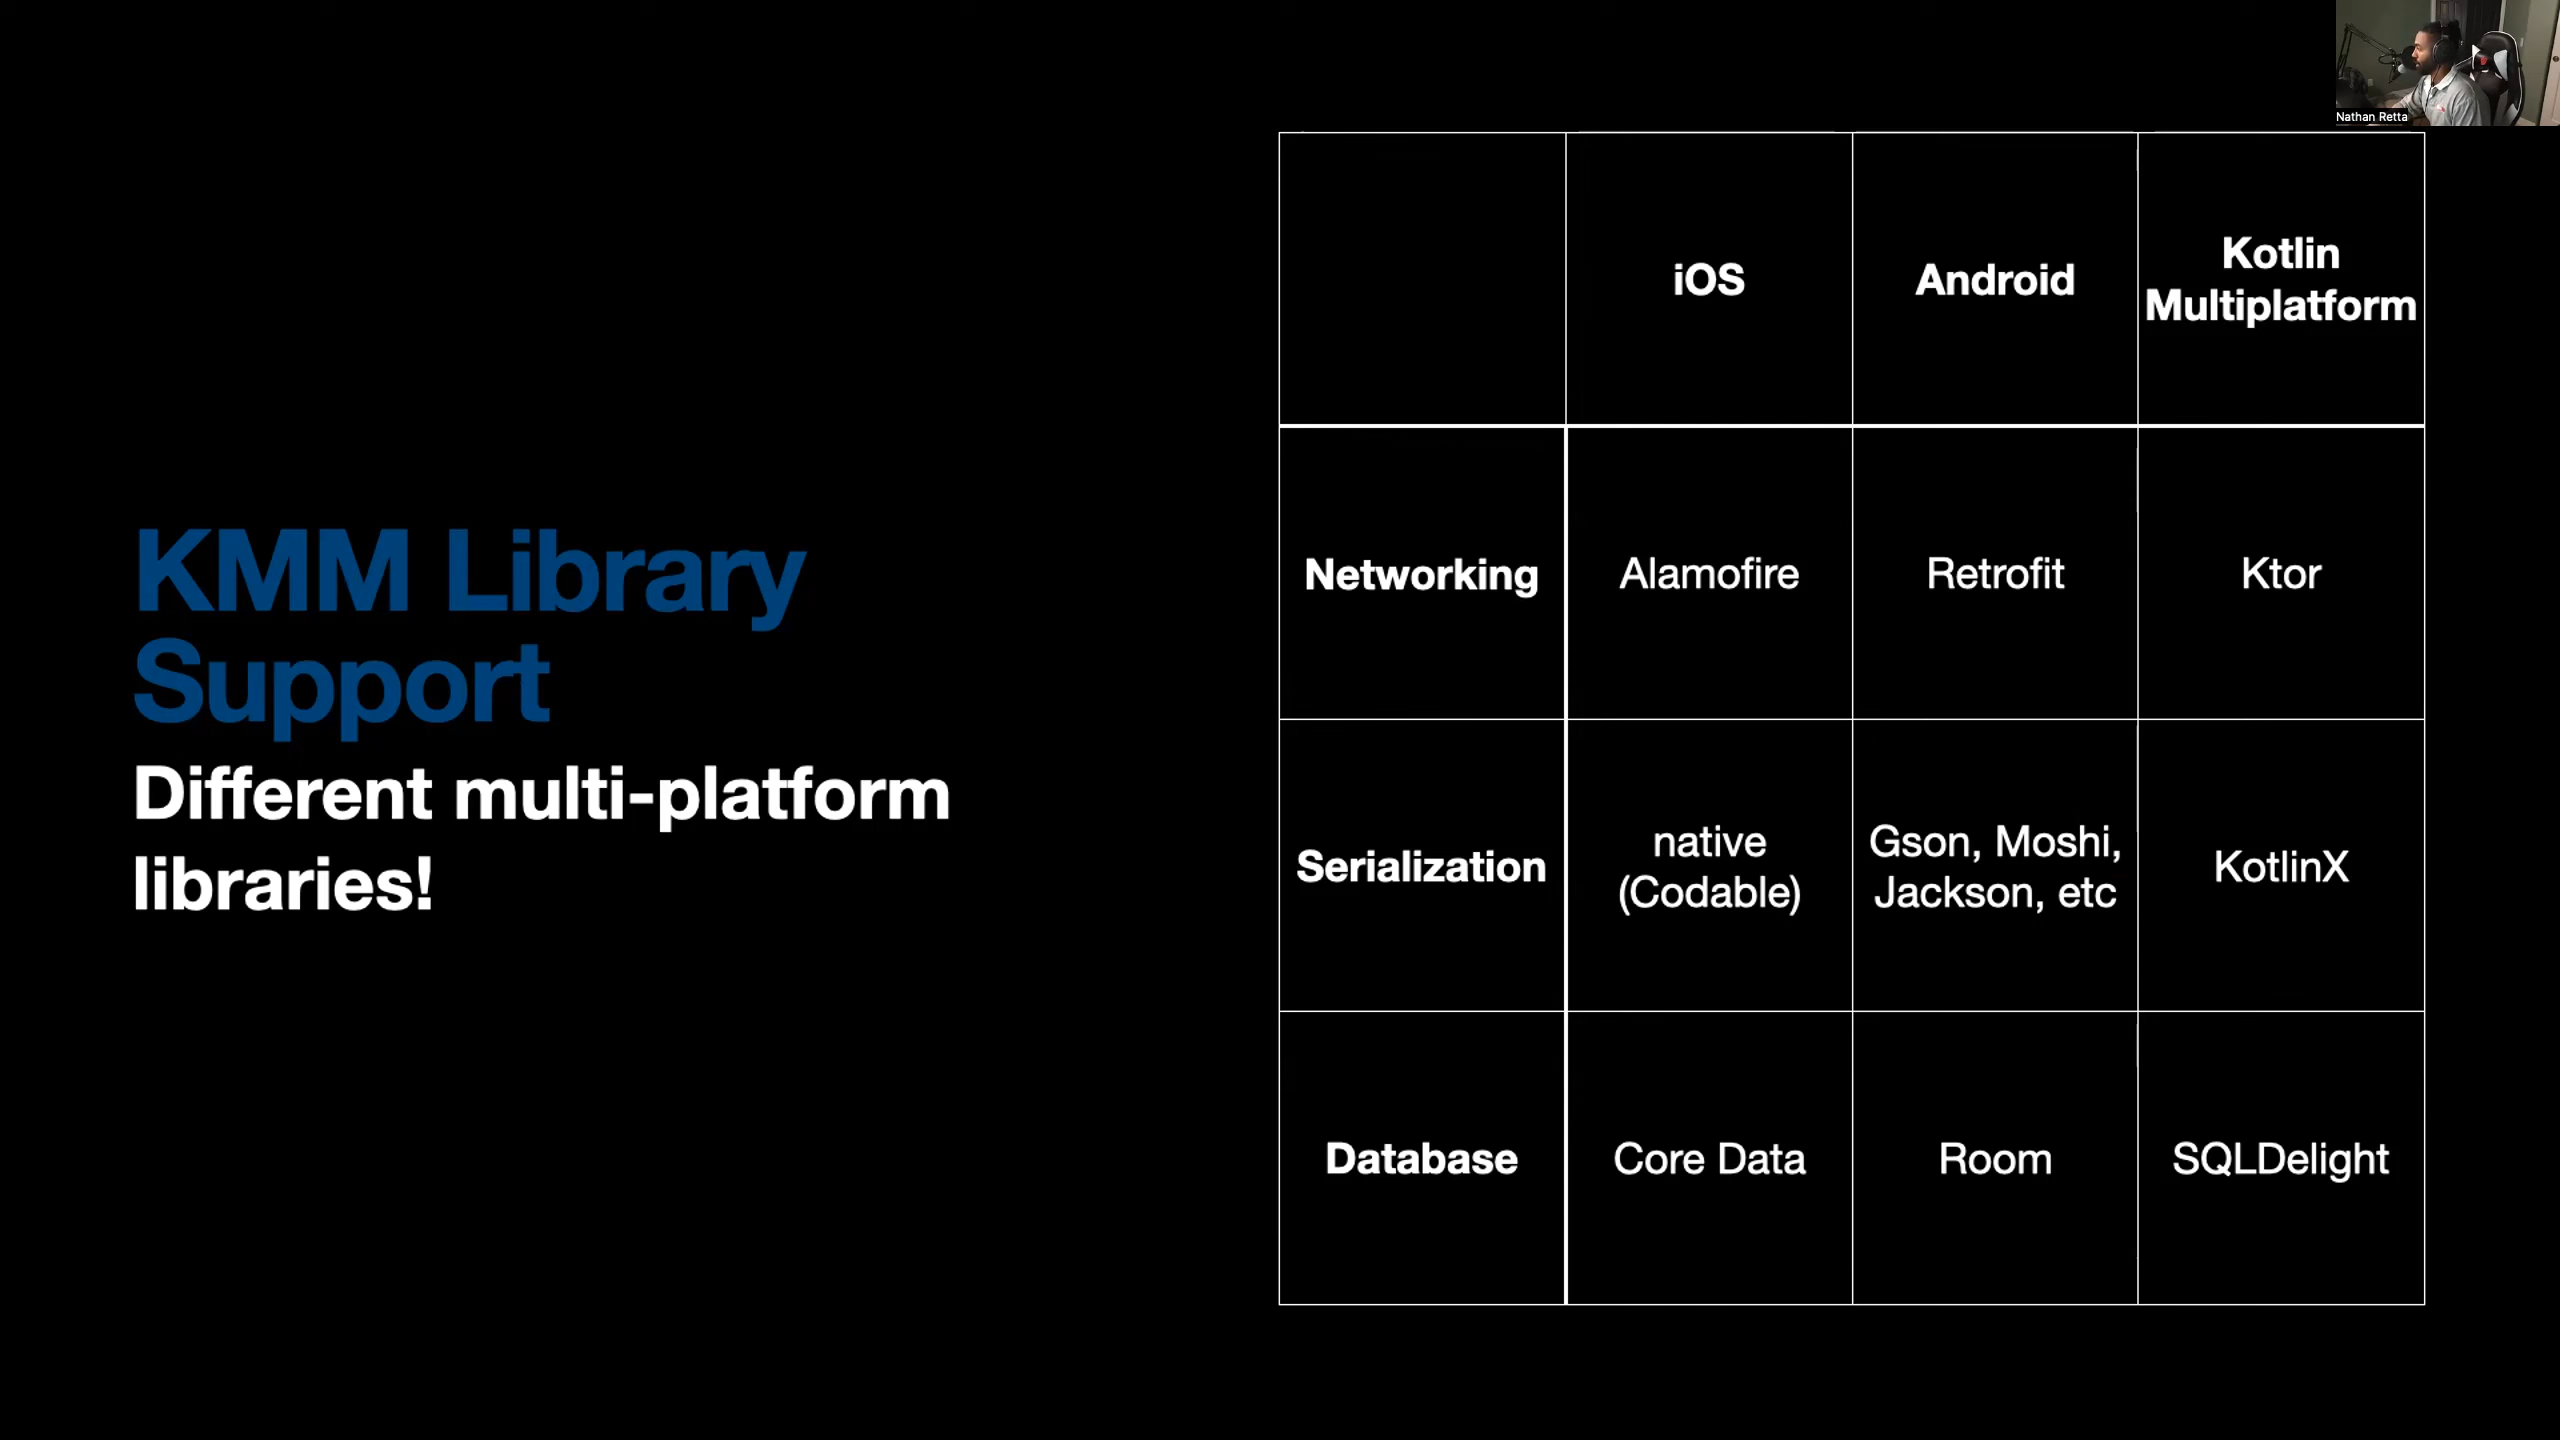 Nathan Retta
KMM Library
Support
Different multi-platform
libraries!
iOS
Android
Kotlin
Multiplatform
Networking
Alamofire
Retrofit
Ktor
Serialization
native
(Codable)
Gson, Moshi,
Jackson, etc
KotlinX
Database
Core Data
Room
SQLDelight